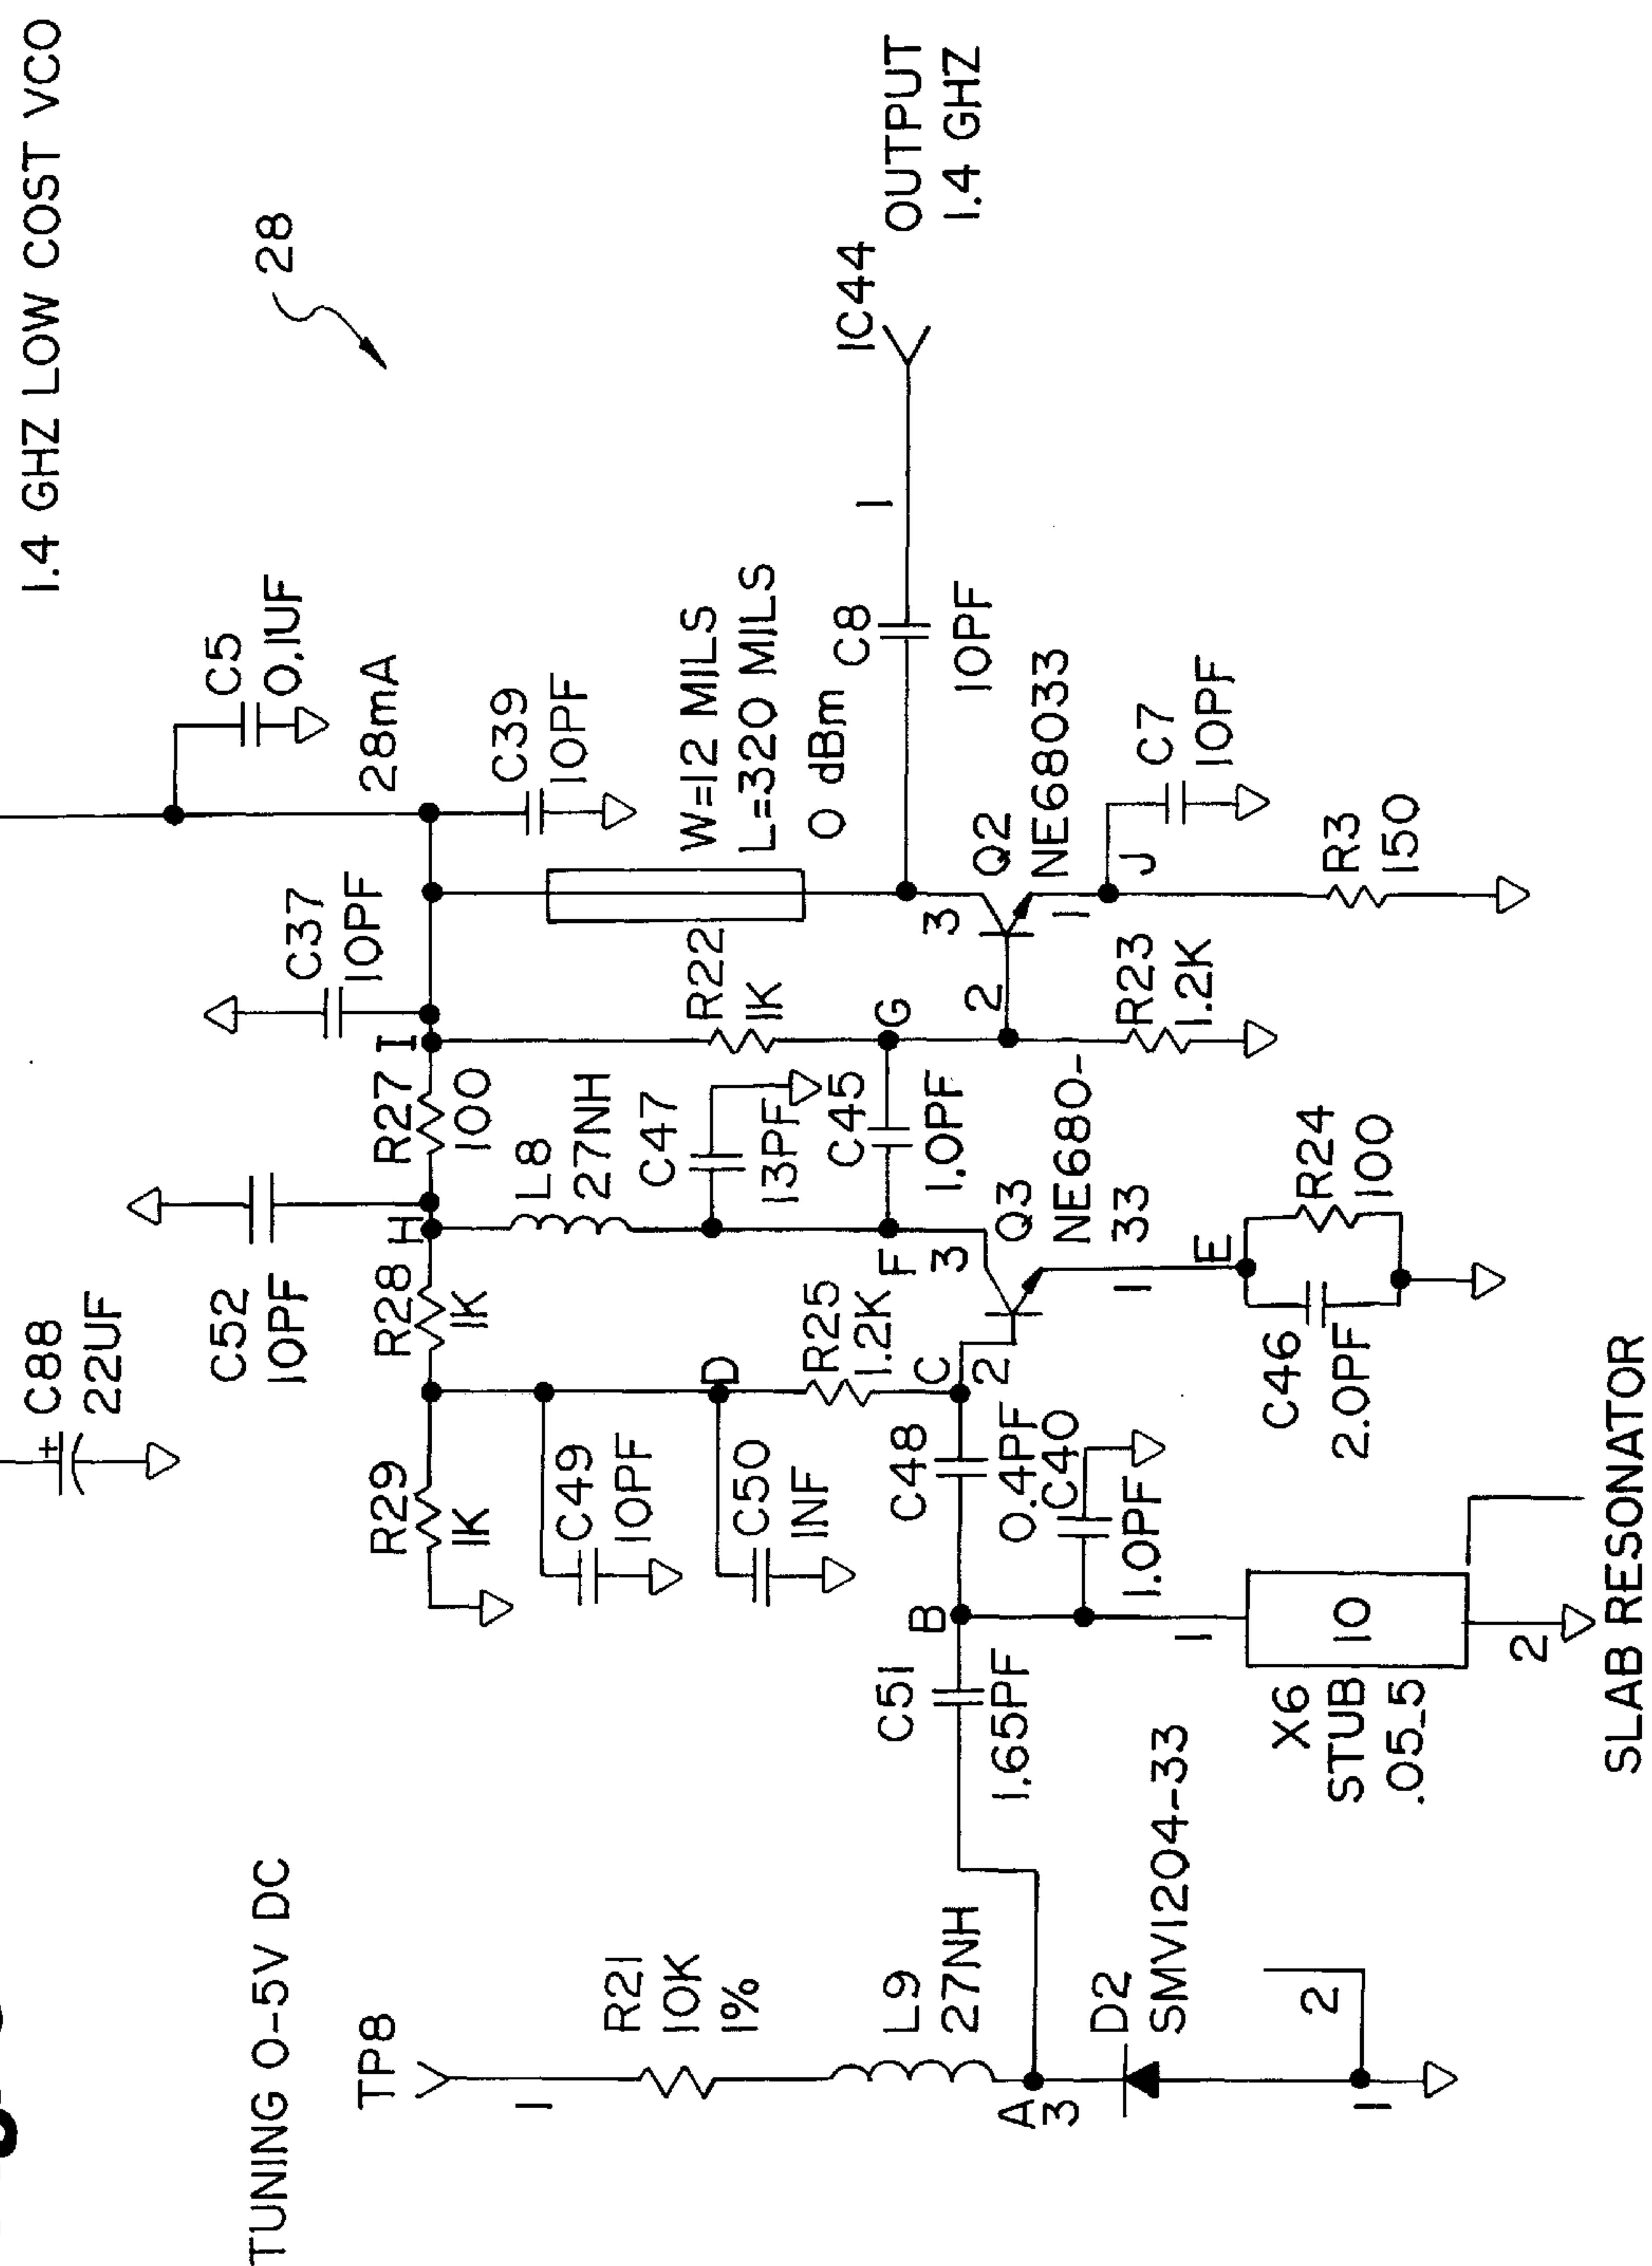 1.4 GHZ LOW COST VCO
28
C88
22UF
+
C5
0.1UF
28mA
C39
10PF
C37
10PF
C52
10PF
TUNING 0-5V DC
TP8
1
R21
10K
1%
L9
27NH
A
3
D2
SMV1204-33
2
1
R29
1K
R28
1K
H
R27
100
I
C49
10PF
C50
1NF
D
R25
1.2K
L8
27NH
C47
13PF
C45
1.0PF
F
3
G
R22
1K
W=12 MILS
L=320 MILS
0 dBm
C8
10PF
1
IC44
OUTPUT
1.4 GHZ
C51
1.65PF
B
C48
0.4PF
C
2
C40
1.0PF
Q3
NE680-
33
1
E
C46
2.0PF
R24
100
2
3
Q2
NE68033
1
J
C7
10PF
R23
1.2K
R3
150
1
X6
STUB
.05_5
10
2
SLAB RESONATOR